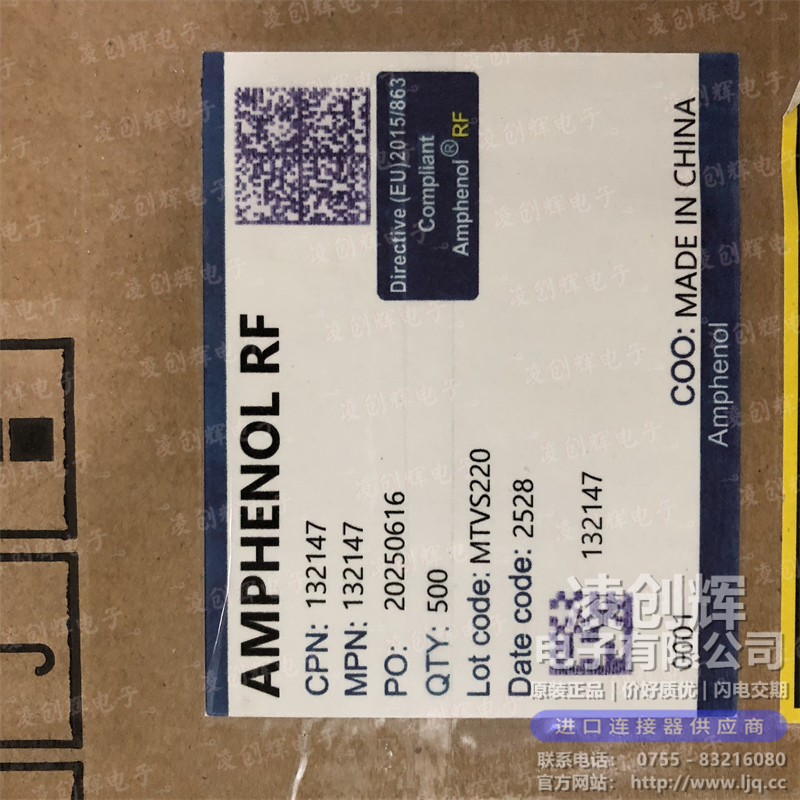 AMPHENOL RF
CPN: 132147
MPN: 132147
PO: 20250616
QTY: 500
Lot code: MTVS220
Date code: 2528
132147
0001
Directive (EU)2015/863
Compliant
Amphenol® RF
COO: MADE IN CHINA
Amphenol
凌创辉电子
凌创辉
电子有限公司
原装正品 | 价好质优 | 闪电交期
进口连接器供应商
联系电话: 0755 - 83216080
官方网站: http://www.ljq.cc